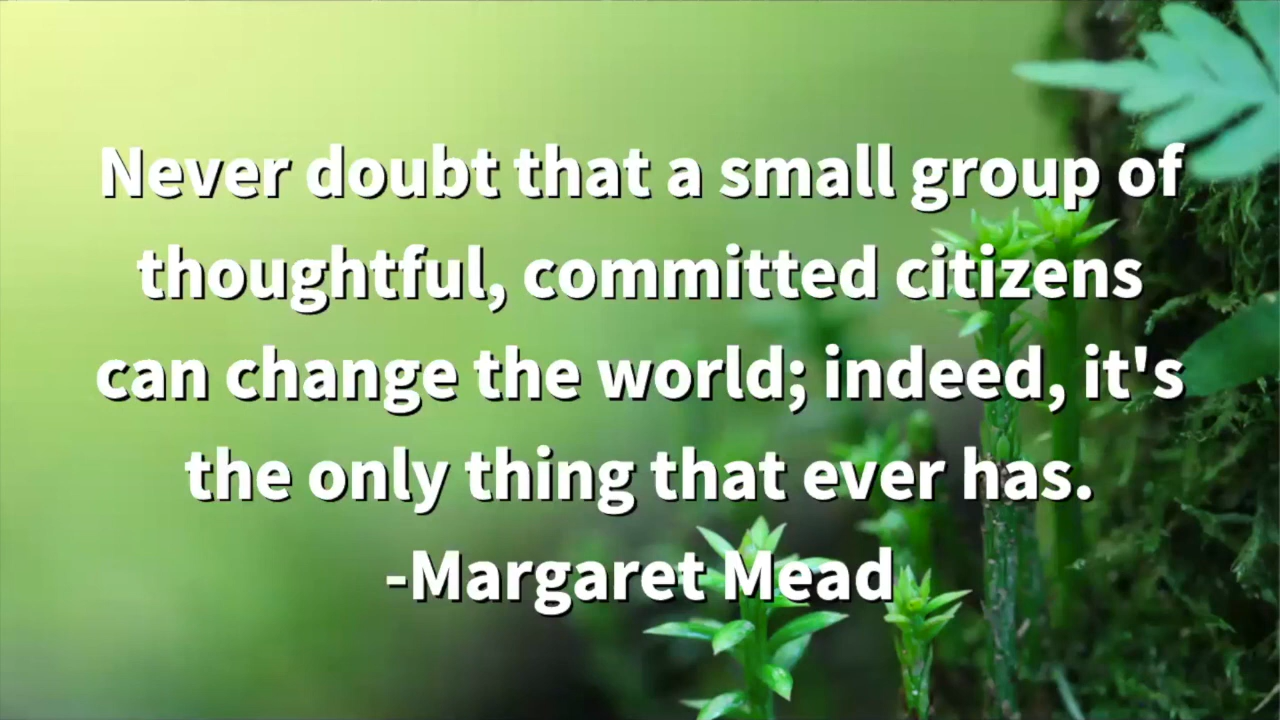 Never doubt that a small group of
thoughtful, committed citizens
can change the world; indeed, it's
the only thing that ever has.
-Margaret Mead